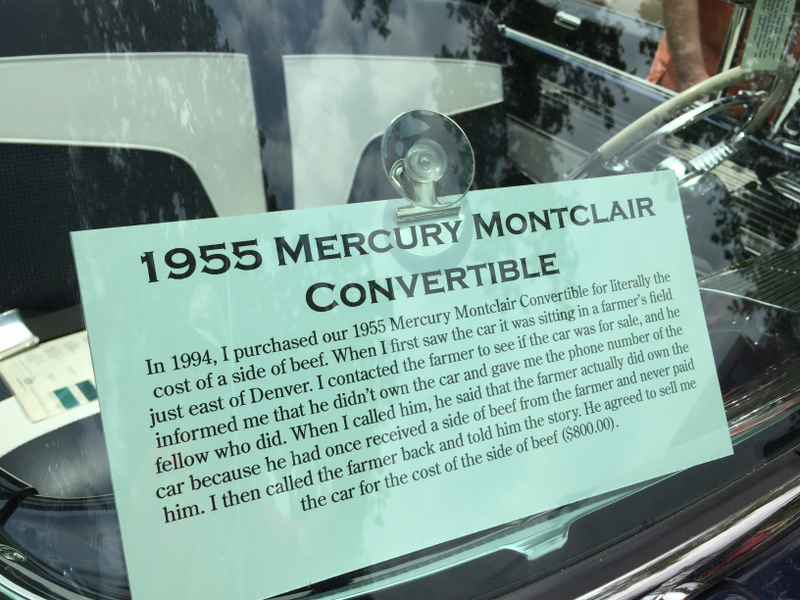 1955 Mercury Montclair
Convertible
In 1994, I purchased our 1955 Mercury Montclair Convertible for literally the
cost of a side of beef. When I first saw the car it was sitting in a farmer's field
just east of Denver. I contacted the farmer to see if the car was for sale, and he
informed me that he didn't own the car and gave me the phone number of the
fellow who did. When I called him, he said that the farmer actually did own the
car because he had once received a side of beef from the farmer and never paid
him. I then called the farmer back and told him the story. He agreed to sell me
the car for the cost of the side of beef ($800.00).